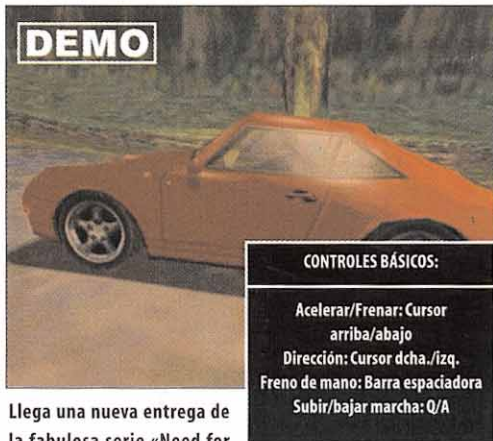 DEMO
CONTROLES BÁSICOS:
Acelerar/Frenar: Cursor
arriba/abajo
Dirección: Cursor dcha./izq.
Freno de mano: Barra espaciadora
Subir/bajar marcha: Q/A
Llega una nueva entrega de
la fabulosa serie «Need for